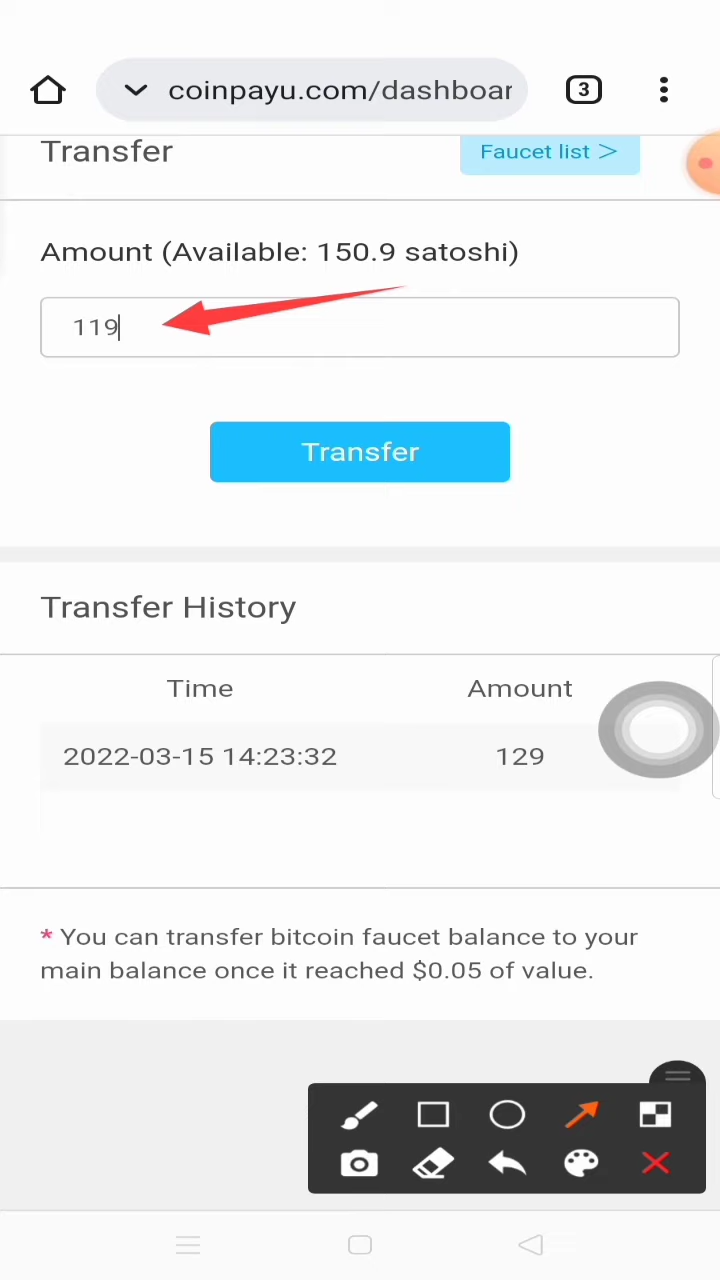 coinpayu.com/dashboar
3
Transfer
Faucet list >
Amount (Available: 150.9 satoshi)
119
Transfer
Transfer History
Time Amount
2022-03-15 14:23:32 129
* You can transfer bitcoin faucet balance to your
main balance once it reached $0.05 of value.